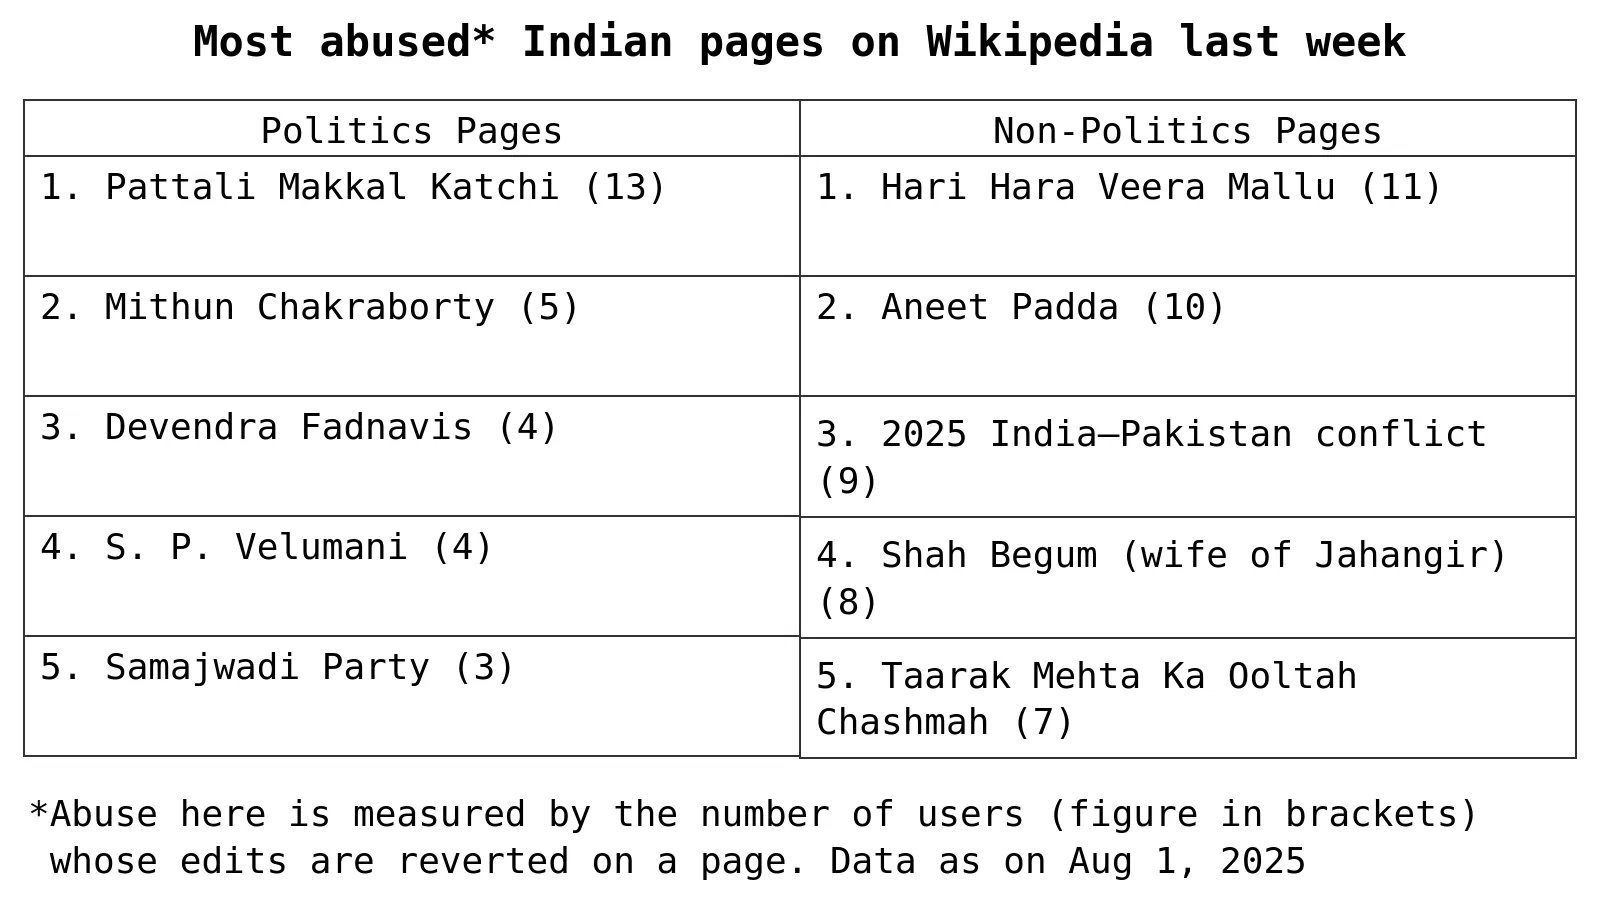 Most abused* Indian pages on Wikipedia last week
Politics Pages
Non-Politics Pages
1. Pattali Makkal Katchi (13)
1. Hari Hara Veera Mallu (11)
2. Mithun Chakraborty (5)
2. Aneet Padda (10)
3. Devendra Fadnavis (4)
3. 2025 India–Pakistan conflict
(9)
4. S. P. Velumani (4)
4. Shah Begum (wife of Jahangir)
(8)
5. Samajwadi Party (3)
5. Taarak Mehta Ka Ooltah
Chashmah (7)
*Abuse here is measured by the number of users (figure in brackets)
whose edits are reverted on a page. Data as on Aug 1, 2025